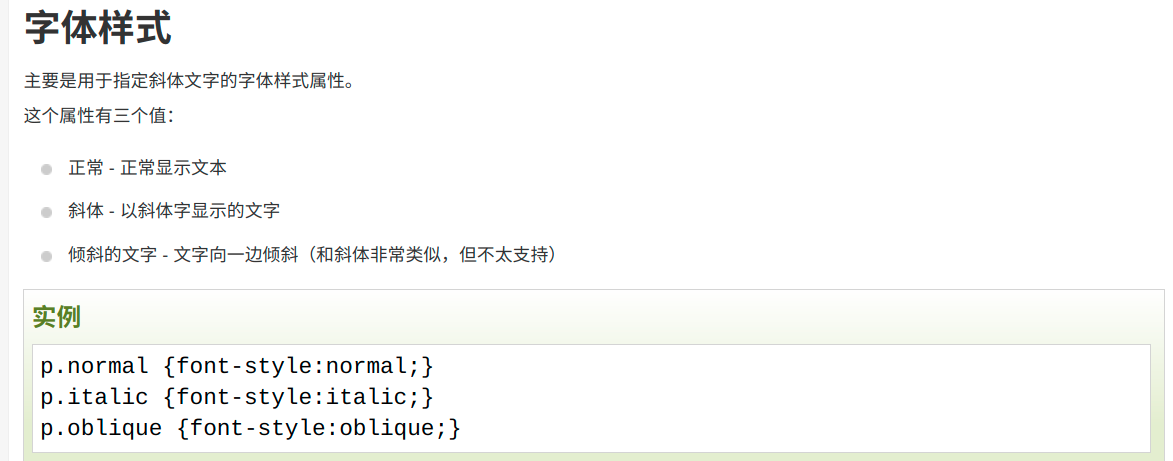 字体样式
主要是用于指定斜体文字的字体样式属性。
这个属性有三个值：
正常 - 正常显示文本
斜体 - 以斜体字显示的文字
倾斜的文字 - 文字向一边倾斜（和斜体非常类似，但不太支持）
实例
p.normal {font-style:normal;}
p.italic {font-style:italic;}
p.oblique {font-style:oblique;}